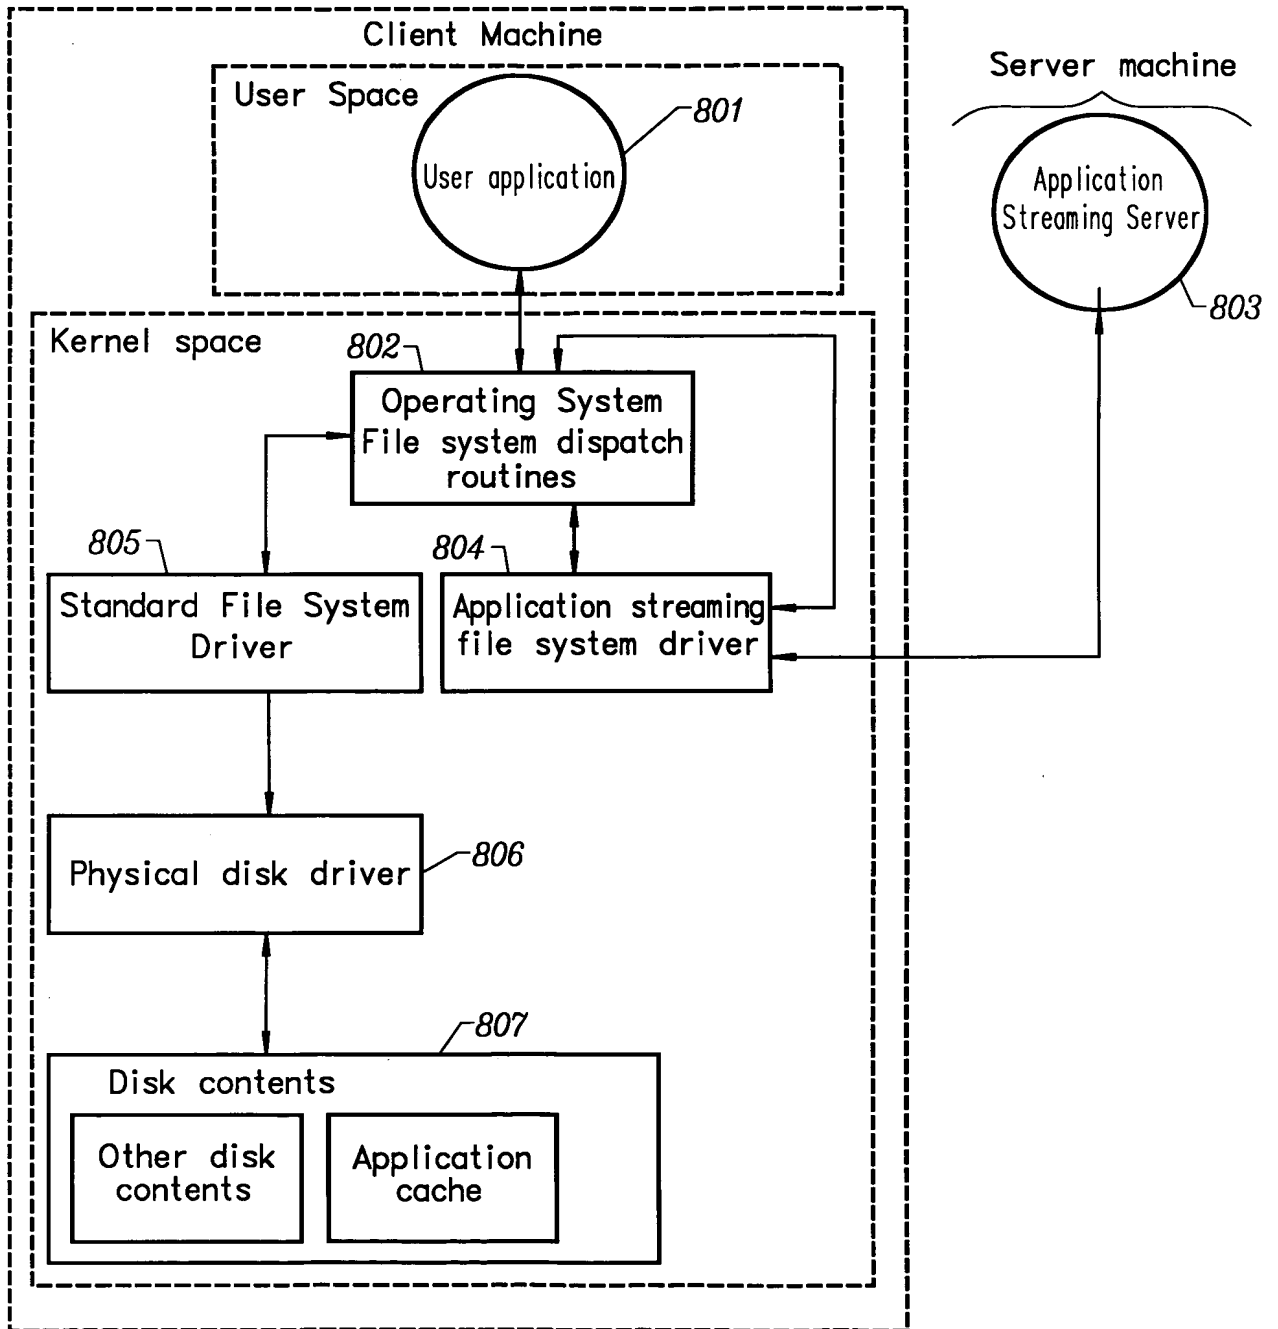 Client Machine
User Space
801
User application
Server machine
Application
Streaming Server
803
Kernel space
802
Operating System
File system dispatch
routines
805
Standard File System
Driver
804
Application streaming
file system driver
Physical disk driver
806
807
Disk contents
Other disk
contents
Application
cache